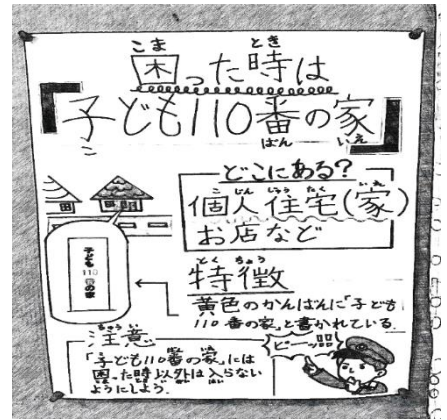 困った時は
「子ども110番の家」
どこにある?
個人住宅(家)
お店など
特徴
黄色のかんばんに「子ども
110番の家」と書かれている。
子ども110番の家
注意
「子ども110番の家」には
困った時以外は入らない
ようにしよう。
ピーッ!!